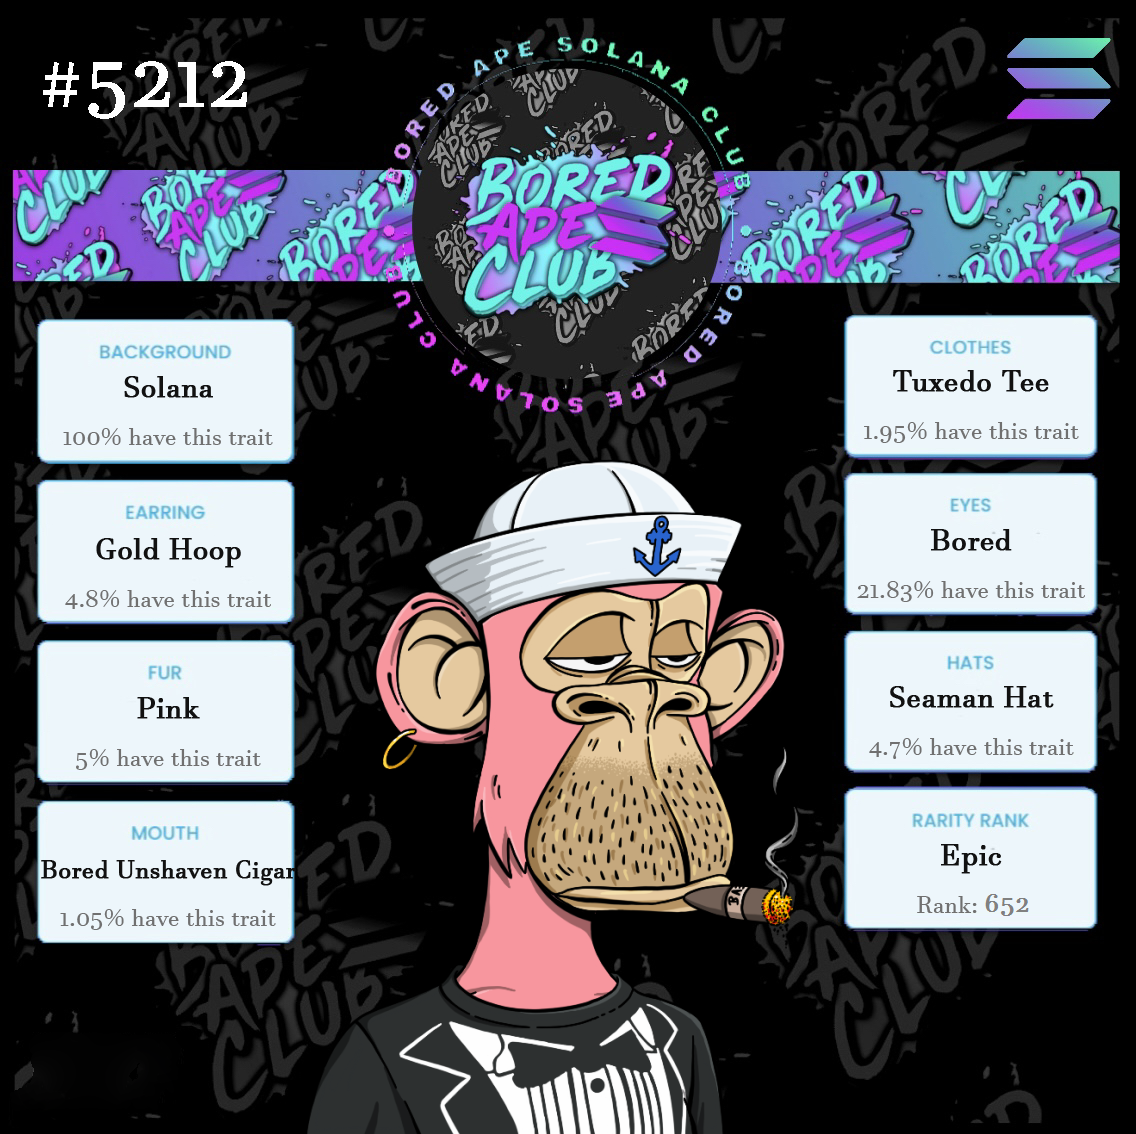 #5212
BORED APE SOLANA CLUB
BORED APE SOLANA CLUB
BORED
APE
CLUB
BACKGROUND
Solana
100% have this trait
EARRING
Gold Hoop
4.8% have this trait
FUR
Pink
5% have this trait
MOUTH
Bored Unshaven Cigar
1.05% have this trait
CLOTHES
Tuxedo Tee
1.95% have this trait
EYES
Bored
21.83% have this trait
HATS
Seaman Hat
4.7% have this trait
RARITY RANK
Epic
Rank: 652